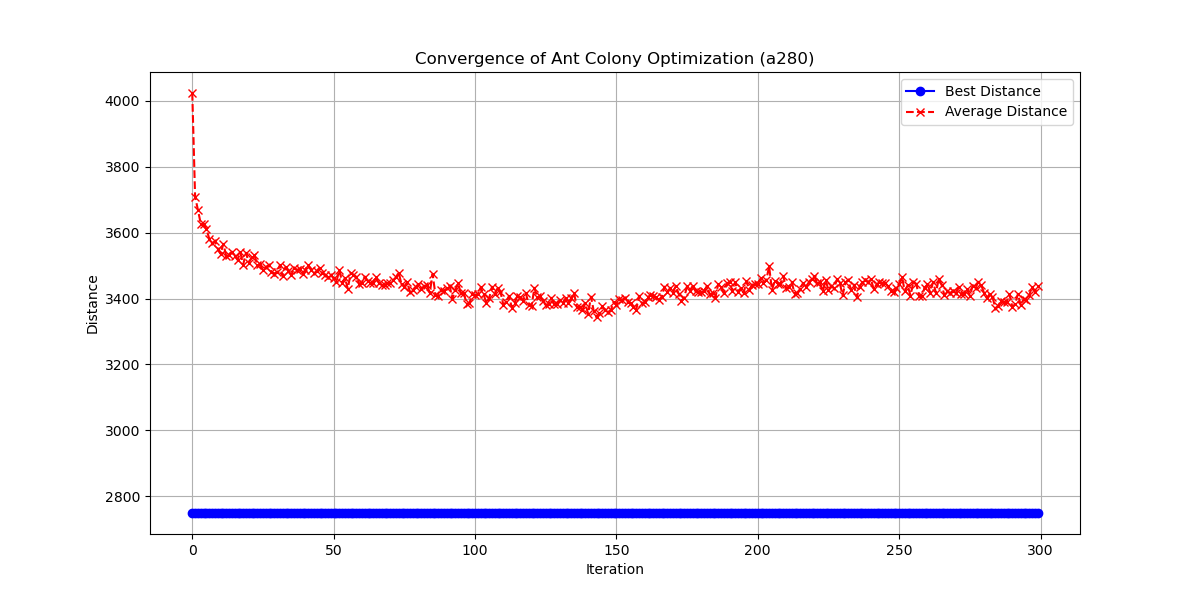 Convergence of Ant Colony Optimization (a280)
Best Distance
Average Distance
4000
3800
3600
3400
3200
3000
2800
Distance
0
50
100
150
200
250
300
Iteration